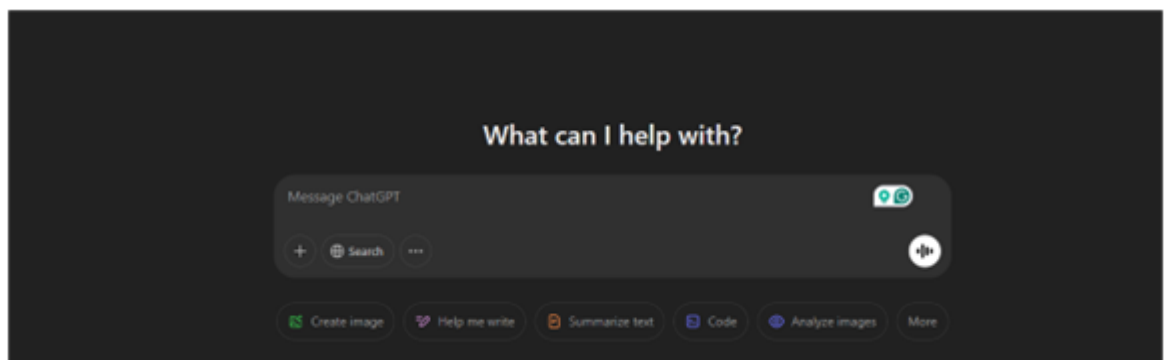 What can I help with?
Message ChatGPT
Search
Create image Help me write Summarize text Code Analyze images More